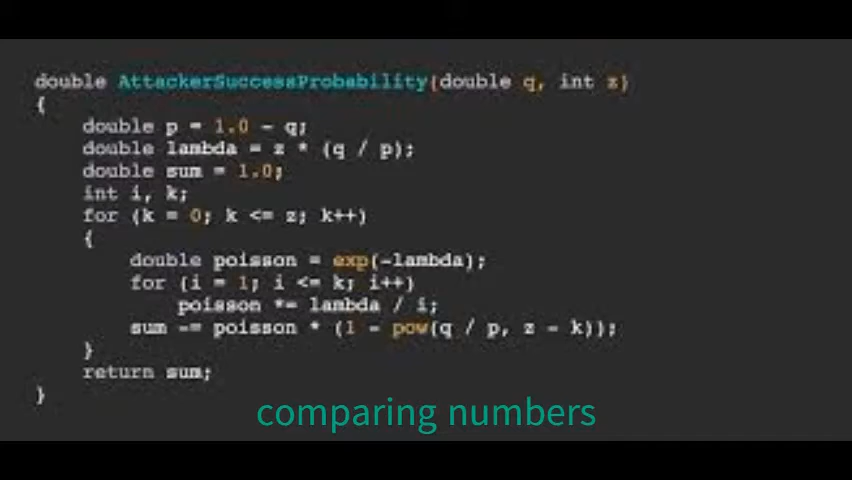 double AttackerSuccessProbability(double q, int z)
{
double p = 1.0 - q;
double lambda = z * (q / p);
double sum = 1.0;
int i, k;
for (k = 0; k <= z; k++)
{
double poisson = exp(-lambda);
for (i = 1; i <= k; i++)
poisson *= lambda / i;
sum -= poisson * (1 - pow(q / p, z - k));
}
return sum;
}
comparing numbers